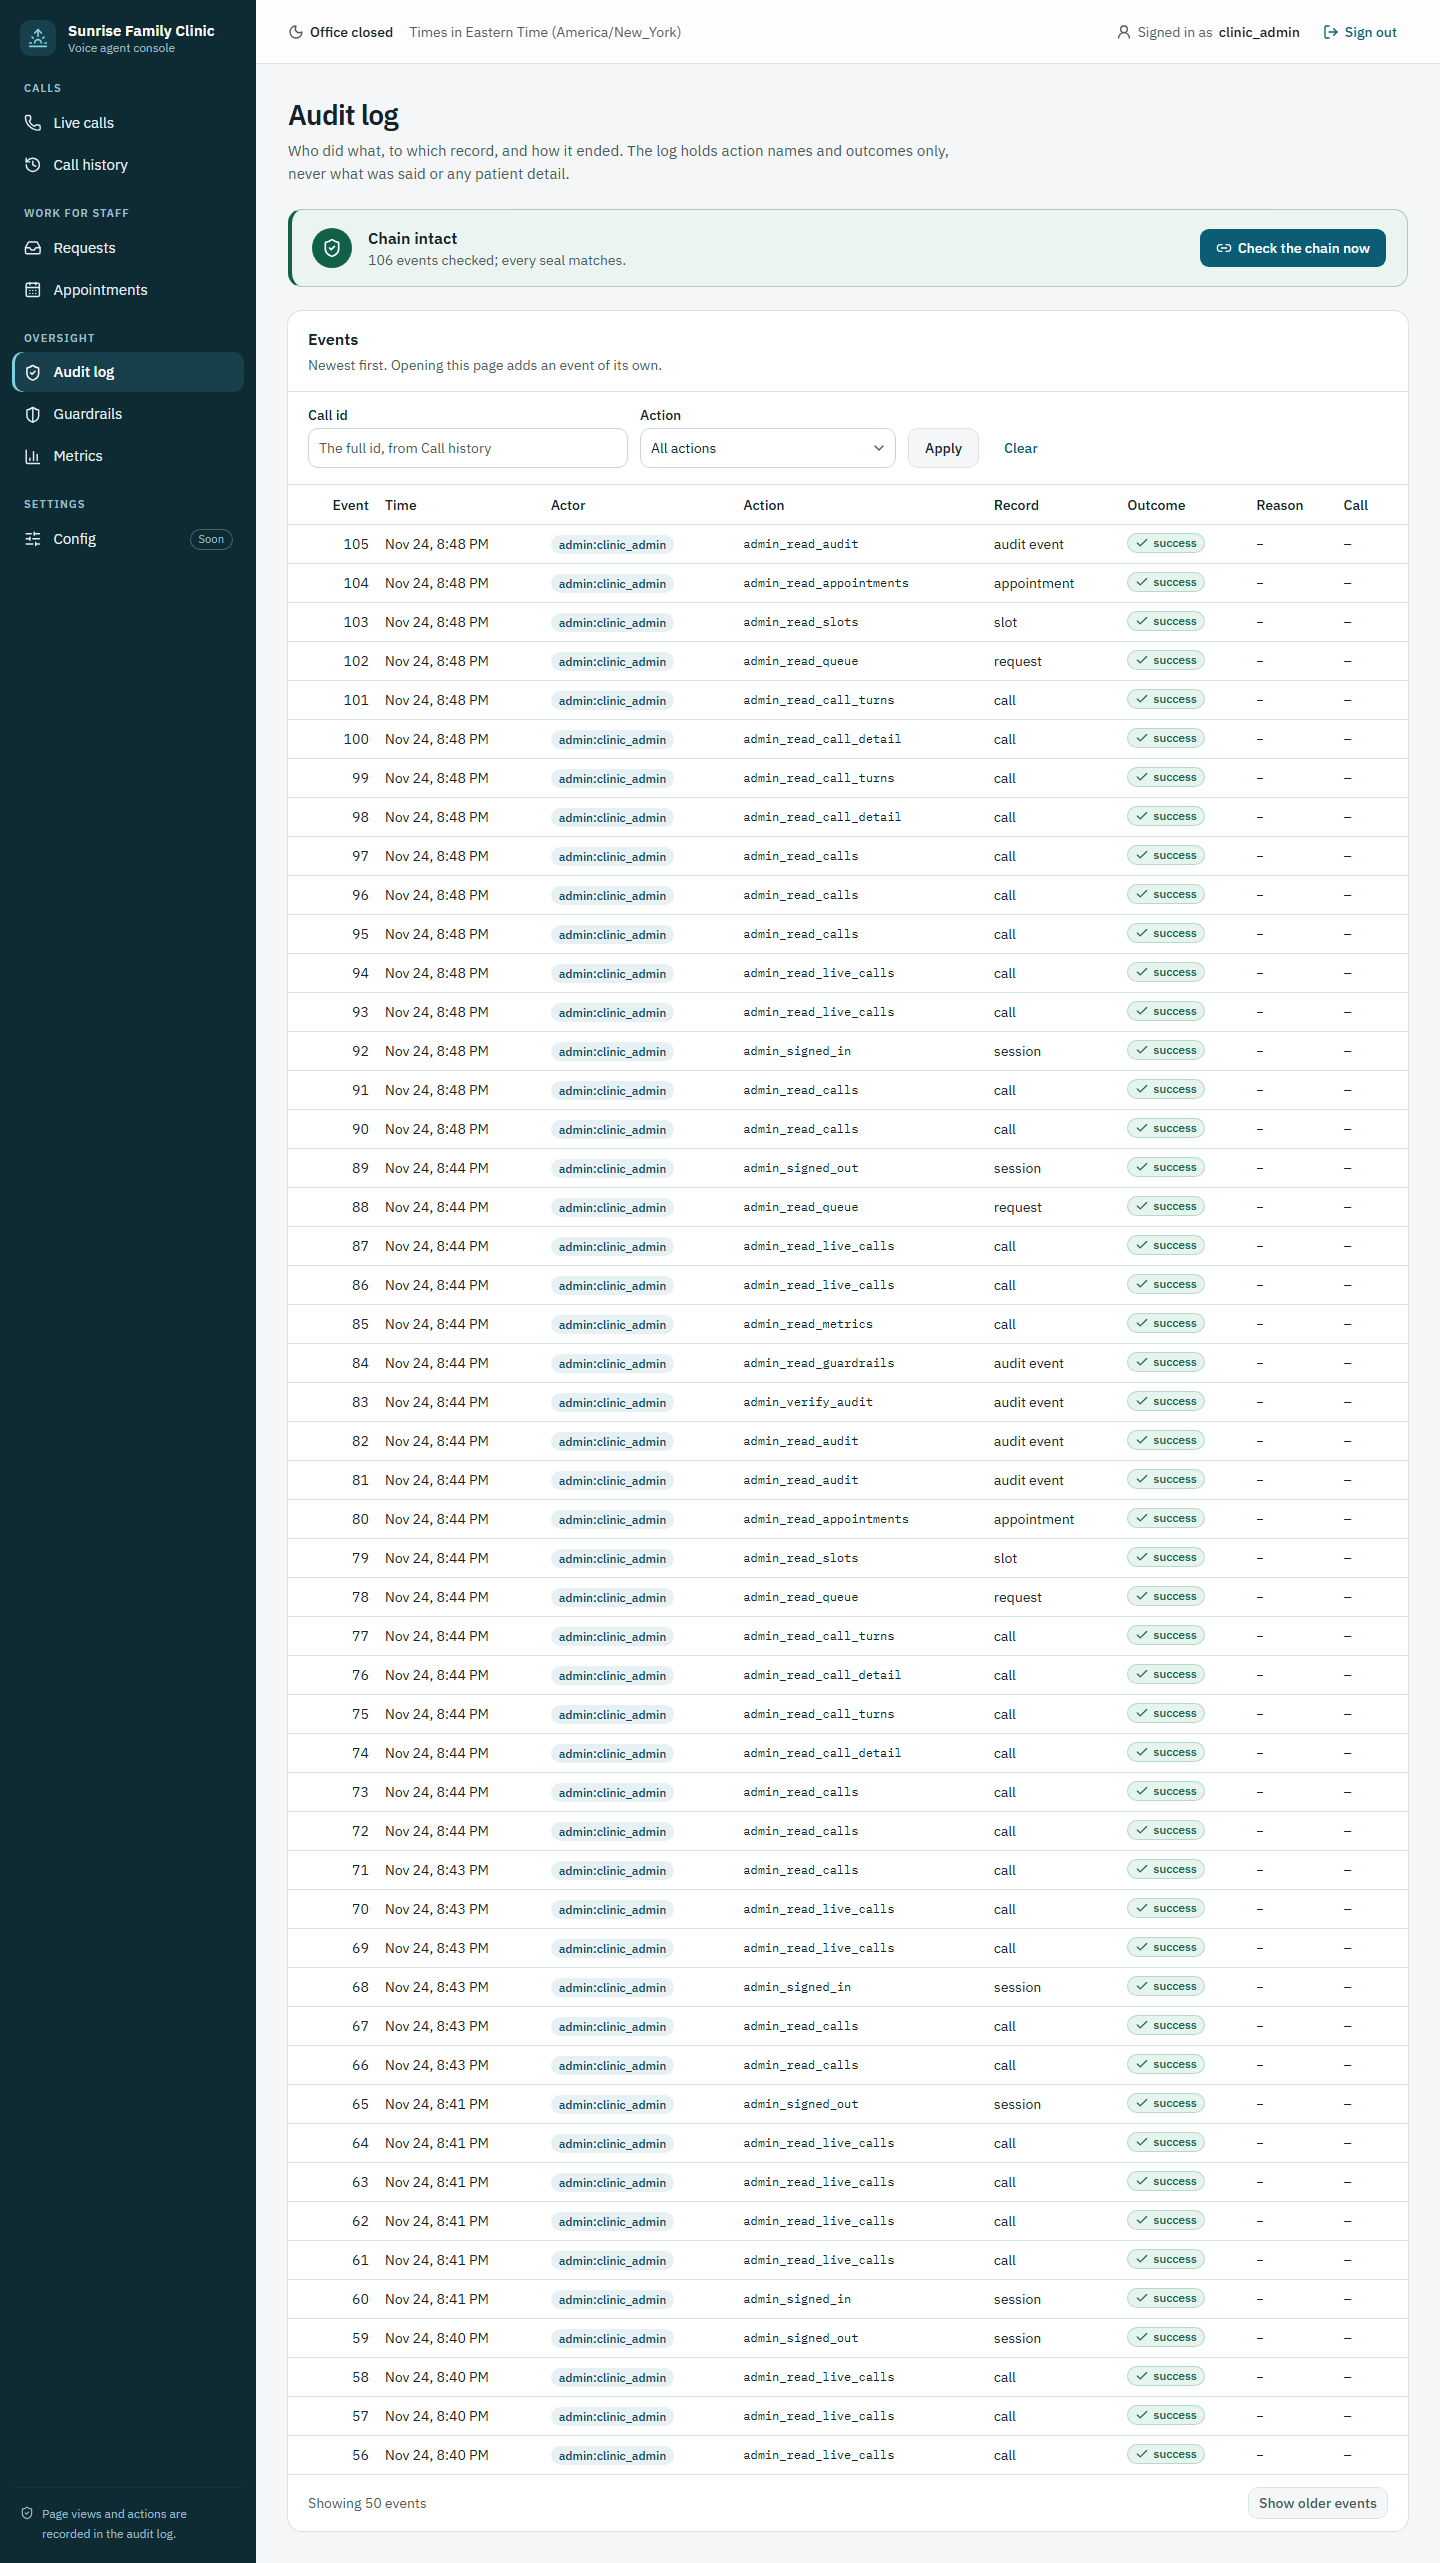 Sunrise Family Clinic
Voice agent console
CALLS
Live calls
Call history
WORK FOR STAFF
Requests
Appointments
OVERSIGHT
Audit log
Guardrails
Metrics
SETTINGS
Config Soon
Page views and actions are
recorded in the audit log.
Office closed Times in Eastern Time (America/New_York) Signed in as clinic_admin Sign out
Audit log
Who did what, to which record, and how it ended. The log holds action names and outcomes only,
never what was said or any patient detail.
Chain intact
106 events checked; every seal matches.
Check the chain now
Events
Newest first. Opening this page adds an event of its own.
Call id Action
The full id, from Call history All actions Apply Clear
Event Time Actor Action Record Outcome Reason Call
105 Nov 24, 8:48 PM admin:clinic_admin admin_read_audit audit event success – –
104 Nov 24, 8:48 PM admin:clinic_admin admin_read_appointments appointment success – –
103 Nov 24, 8:48 PM admin:clinic_admin admin_read_slots slot success – –
102 Nov 24, 8:48 PM admin:clinic_admin admin_read_queue request success – –
101 Nov 24, 8:48 PM admin:clinic_admin admin_read_call_turns call success – –
100 Nov 24, 8:48 PM admin:clinic_admin admin_read_call_detail call success – –
99 Nov 24, 8:48 PM admin:clinic_admin admin_read_call_turns call success – –
98 Nov 24, 8:48 PM admin:clinic_admin admin_read_call_detail call success – –
97 Nov 24, 8:48 PM admin:clinic_admin admin_read_calls call success – –
96 Nov 24, 8:48 PM admin:clinic_admin admin_read_calls call success – –
95 Nov 24, 8:48 PM admin:clinic_admin admin_read_calls call success – –
94 Nov 24, 8:48 PM admin:clinic_admin admin_read_live_calls call success – –
93 Nov 24, 8:48 PM admin:clinic_admin admin_read_live_calls call success – –
92 Nov 24, 8:48 PM admin:clinic_admin admin_signed_in session success – –
91 Nov 24, 8:48 PM admin:clinic_admin admin_read_calls call success – –
90 Nov 24, 8:48 PM admin:clinic_admin admin_read_calls call success – –
89 Nov 24, 8:44 PM admin:clinic_admin admin_signed_out session success – –
88 Nov 24, 8:44 PM admin:clinic_admin admin_read_queue request success – –
87 Nov 24, 8:44 PM admin:clinic_admin admin_read_live_calls call success – –
86 Nov 24, 8:44 PM admin:clinic_admin admin_read_live_calls call success – –
85 Nov 24, 8:44 PM admin:clinic_admin admin_read_metrics call success – –
84 Nov 24, 8:44 PM admin:clinic_admin admin_read_guardrails audit event success – –
83 Nov 24, 8:44 PM admin:clinic_admin admin_verify_audit audit event success – –
82 Nov 24, 8:44 PM admin:clinic_admin admin_read_audit audit event success – –
81 Nov 24, 8:44 PM admin:clinic_admin admin_read_audit audit event success – –
80 Nov 24, 8:44 PM admin:clinic_admin admin_read_appointments appointment success – –
79 Nov 24, 8:44 PM admin:clinic_admin admin_read_slots slot success – –
78 Nov 24, 8:44 PM admin:clinic_admin admin_read_queue request success – –
77 Nov 24, 8:44 PM admin:clinic_admin admin_read_call_turns call success – –
76 Nov 24, 8:44 PM admin:clinic_admin admin_read_call_detail call success – –
75 Nov 24, 8:44 PM admin:clinic_admin admin_read_call_turns call success – –
74 Nov 24, 8:44 PM admin:clinic_admin admin_read_call_detail call success – –
73 Nov 24, 8:44 PM admin:clinic_admin admin_read_calls call success – –
72 Nov 24, 8:44 PM admin:clinic_admin admin_read_calls call success – –
71 Nov 24, 8:43 PM admin:clinic_admin admin_read_calls call success – –
70 Nov 24, 8:43 PM admin:clinic_admin admin_read_live_calls call success – –
69 Nov 24, 8:43 PM admin:clinic_admin admin_read_live_calls call success – –
68 Nov 24, 8:43 PM admin:clinic_admin admin_signed_in session success – –
67 Nov 24, 8:43 PM admin:clinic_admin admin_read_calls call success – –
66 Nov 24, 8:43 PM admin:clinic_admin admin_read_calls call success – –
65 Nov 24, 8:41 PM admin:clinic_admin admin_signed_out session success – –
64 Nov 24, 8:41 PM admin:clinic_admin admin_read_live_calls call success – –
63 Nov 24, 8:41 PM admin:clinic_admin admin_read_live_calls call success – –
62 Nov 24, 8:41 PM admin:clinic_admin admin_read_live_calls call success – –
61 Nov 24, 8:41 PM admin:clinic_admin admin_read_live_calls call success – –
60 Nov 24, 8:41 PM admin:clinic_admin admin_signed_in session success – –
59 Nov 24, 8:40 PM admin:clinic_admin admin_signed_out session success – –
58 Nov 24, 8:40 PM admin:clinic_admin admin_read_live_calls call success – –
57 Nov 24, 8:40 PM admin:clinic_admin admin_read_live_calls call success – –
56 Nov 24, 8:40 PM admin:clinic_admin admin_read_live_calls call success – –
Showing 50 events Show older events